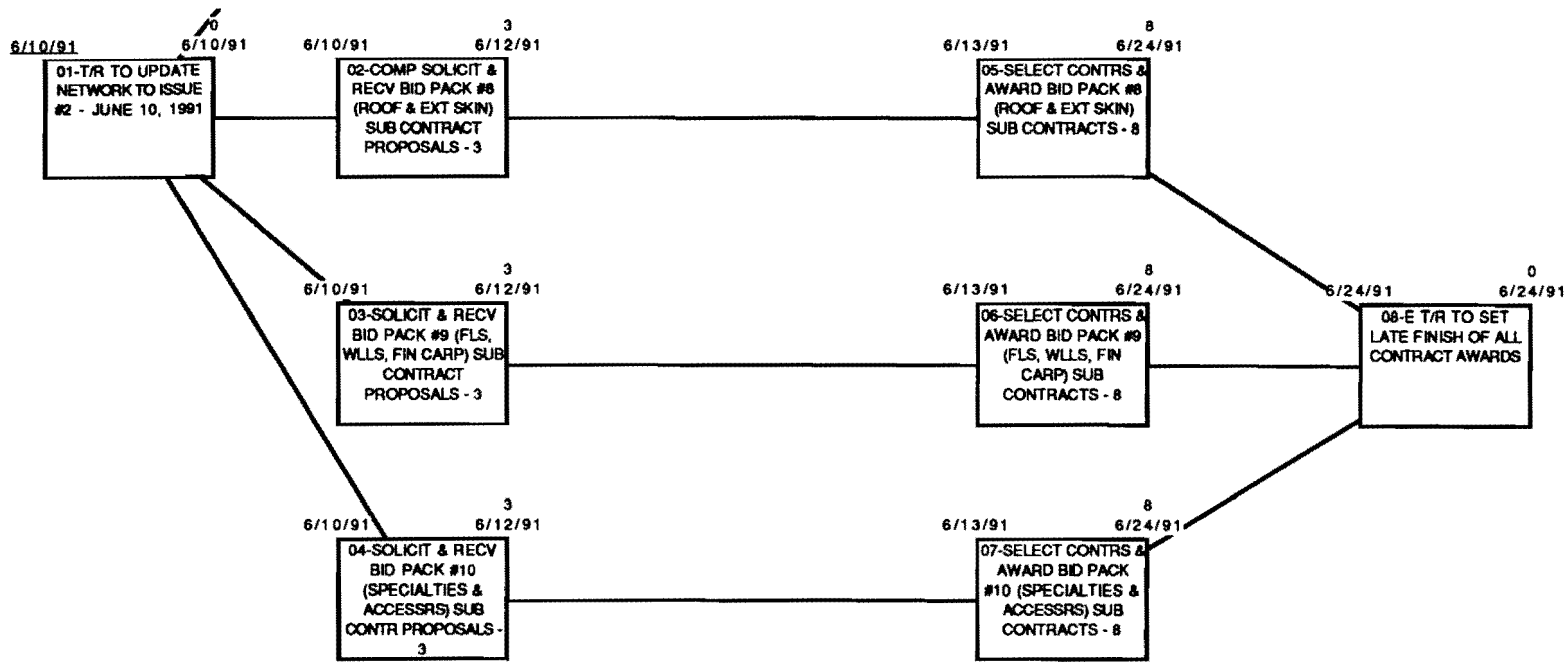 0
6/10/91 6/10/91
01-T/R TO UPDATE
NETWORK TO ISSUE
#2 - JUNE 10, 1991
3
6/10/91 6/12/91
02-COMP SOLICIT &
RECV BID PACK #8
(ROOF & EXT SKIN)
SUB CONTRACT
PROPOSALS - 3
8
6/13/91 6/24/91
05-SELECT CONTRS &
AWARD BID PACK #8
(ROOF & EXT SKIN)
SUB CONTRACTS - 8
3
6/10/91 6/12/91
03-SOLICIT & RECV
BID PACK #9 (FLS,
WLLS, FIN CARP) SUB
CONTRACT
PROPOSALS - 3
8
6/13/91 6/24/91
06-SELECT CONTRS &
AWARD BID PACK #9
(FLS, WLLS, FIN
CARP) SUB
CONTRACTS - 8
0
6/24/91 6/24/91
08-E T/R TO SET
LATE FINISH OF ALL
CONTRACT AWARDS
3
6/10/91 6/12/91
04-SOLICIT & RECV
BID PACK #10
(SPECIALTIES &
ACCESSRS) SUB
CONTR PROPOSALS -
3
8
6/13/91 6/24/91
07-SELECT CONTRS &
AWARD BID PACK
#10 (SPECIALTIES &
ACCESSRS) SUB
CONTRACTS - 8